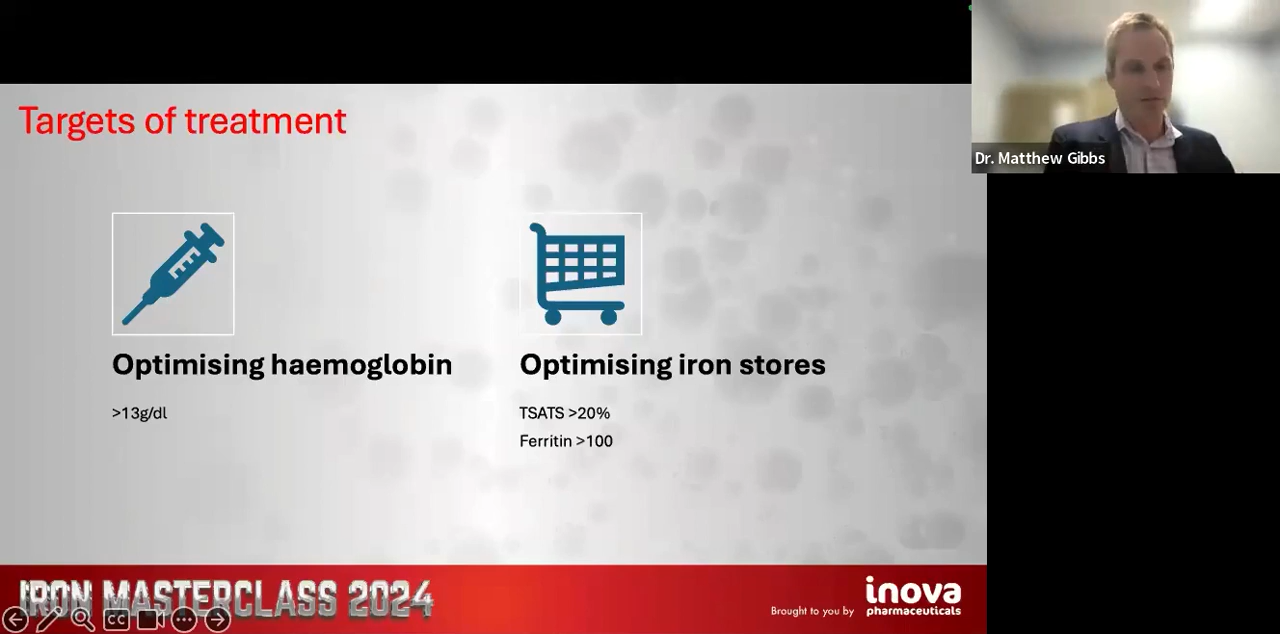 Targets of treatment
Dr. Matthew Gibbs
Optimising haemoglobin
>13g/dl
Optimising iron stores
TSATS >20%
Ferritin >100
IRON MASTERCLASS 2024
CC
Brought to you by
inova
pharmaceuticals